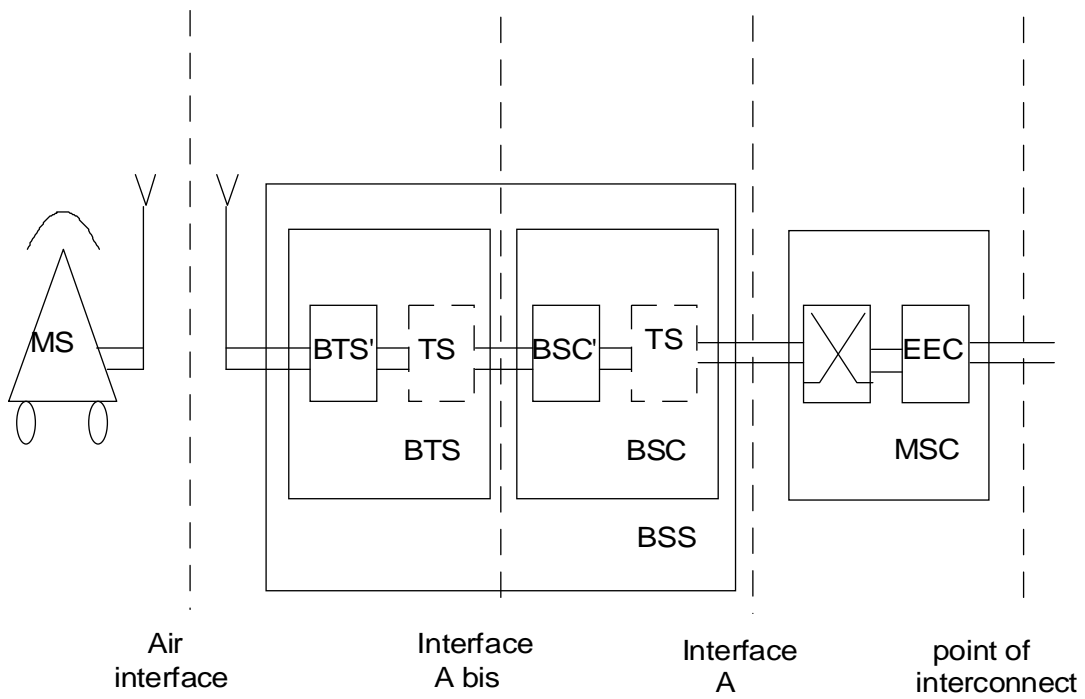 MS
BTS'
TS
BSC'
TS
EEC
BTS
BSC
MSC
BSS
Air
interface
Interface
A bis
Interface
A
point of
interconnect